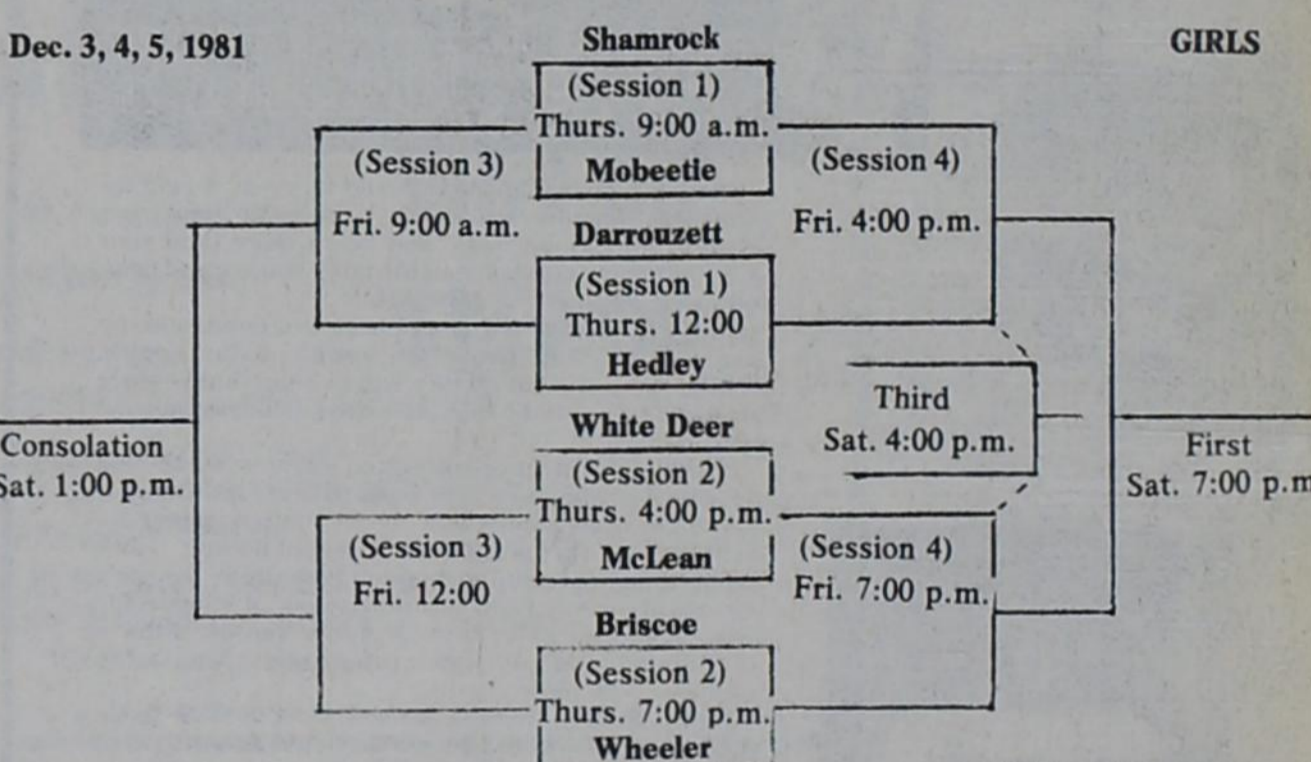 Dec. 3, 4, 5, 1981
GIRLS
Shamrock
(Session 1)
Thurs. 9:00 a.m.
Mobeetie
(Session 3)
Fri. 9:00 a.m.
(Session 4)
Fri. 4:00 p.m.
Darrouzett
(Session 1)
Thurs. 12:00
Hedley
Third
Sat. 4:00 p.m.
White Deer
(Session 2)
Thurs. 4:00 p.m.
McLean
Consolation
Sat. 1:00 p.m.
First
Sat. 7:00 p.m
(Session 3)
Fri. 12:00
(Session 4)
Fri. 7:00 p.m.
Briscoe
(Session 2)
Thurs. 7:00 p.m.
Wheeler